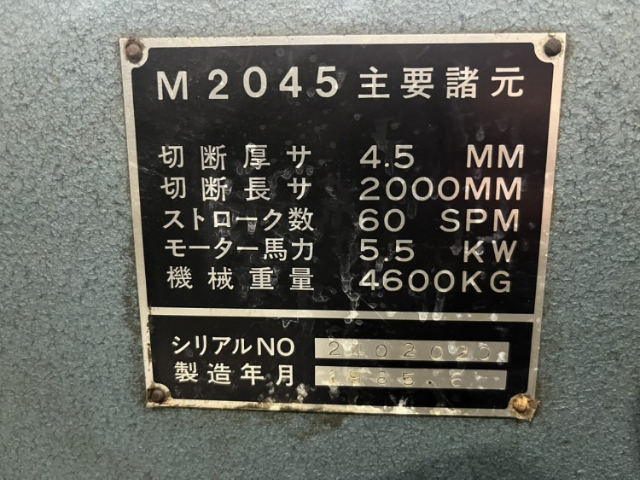 M2045 主要諸元
切断厚サ 4.5 MM
切断長サ 2000MM
ストローク数 60 SPM
モーター馬力 5.5 KW
機械重量 4600KG
シリアルNO
製造年月 1985.6